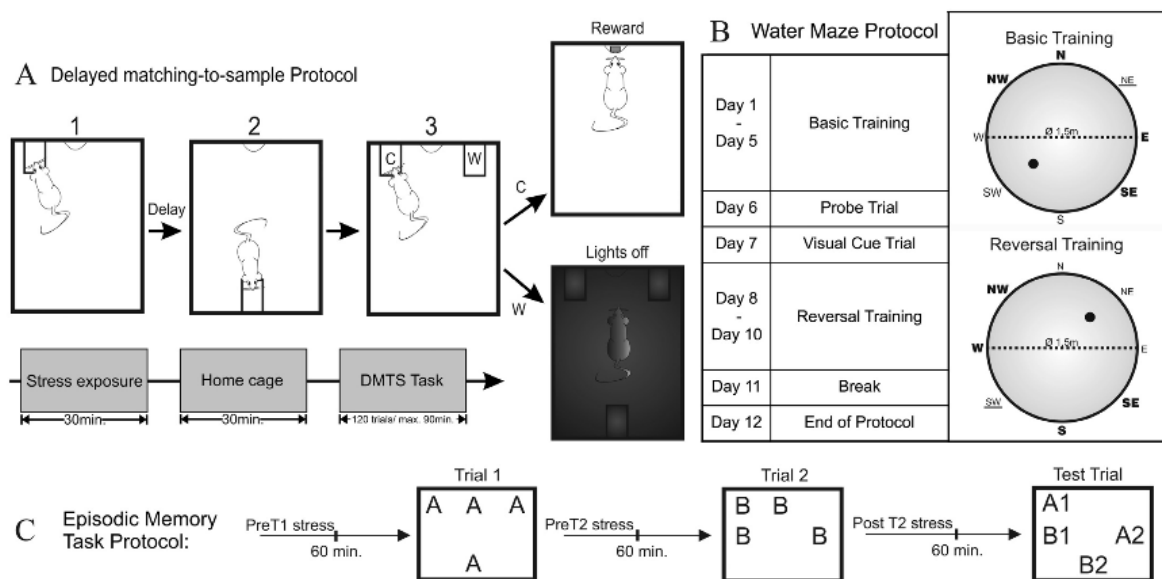 A Delayed matching-to-sample Protocol
1
2
3
Delay
C
W
C
W
Reward
Lights off
Stress exposure
Home cage
DMTS Task
30min.
30min.
120 trials/ max. 90min.
B Water Maze Protocol
Day 1
-
Day 5
Basic Training
Day 6
Probe Trial
Day 7
Visual Cue Trial
Day 8
-
Day 10
Reversal Training
Day 11
Break
Day 12
End of Protocol
Basic Training
N
NW
NE
Ø 1.5m
W
E
SW
SE
S
Reversal Training
N
NW
NE
Ø 1.5m
W
E
SW
SE
S
C Episodic Memory
Task Protocol:
PreT1 stress
60 min.
Trial 1
A A A
A
PreT2 stress
60 min.
Trial 2
B B
B B
Post T2 stress
60 min.
Test Trial
A1
B1 A2
B2